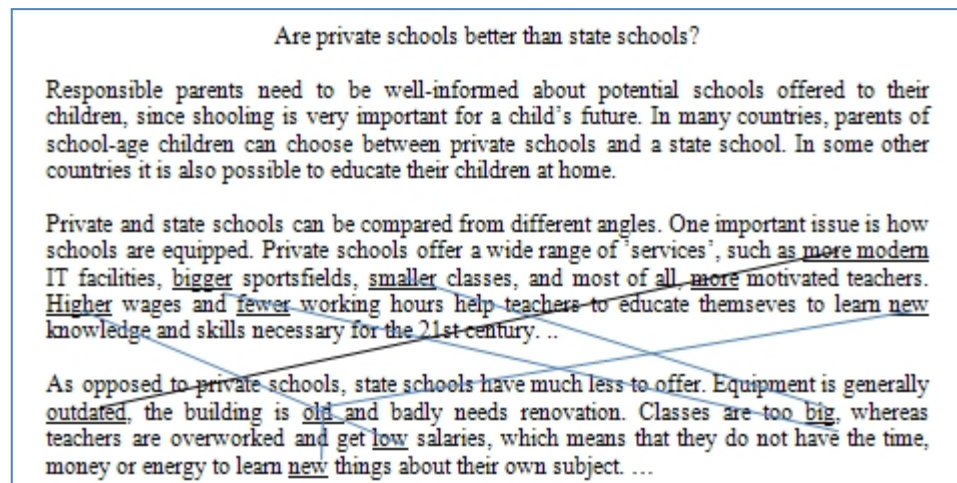 Are private schools better than state schools?
Responsible parents need to be well-informed about potential schools offered to their
children, since shooling is very important for a child's future. In many countries, parents of
school-age children can choose between private schools and a state school. In some other
countries it is also possible to educate their children at home.
Private and state schools can be compared from different angles. One important issue is how
schools are equipped. Private schools offer a wide range of 'services', such as more modern
IT facilities, bigger sportsfields, smaller classes, and most of all, more motivated teachers.
Higher wages and fewer working hours help teachers to educate themseves to learn new
knowledge and skills necessary for the 21st century. ..
As opposed to private schools, state schools have much less to offer. Equipment is generally
outdated, the building is old and badly needs renovation. Classes are too big, whereas
teachers are overworked and get low salaries, which means that they do not have the time,
money or energy to learn new things about their own subject. …